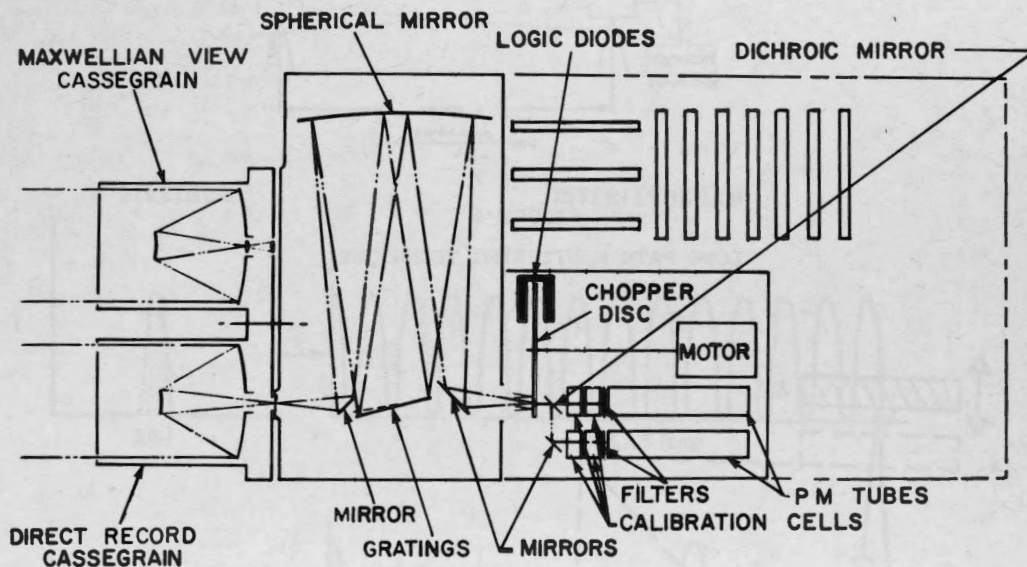 SPHERICAL MIRROR
LOGIC DIODES
DICHROIC MIRROR
MAXWELLIAN VIEW
CASSEGRAIN
CHOPPER
DISC
MOTOR
FILTERS
PM TUBES
CALIBRATION CELLS
MIRROR
GRATINGS
MIRRORS
DIRECT RECORD
CASSEGRAIN